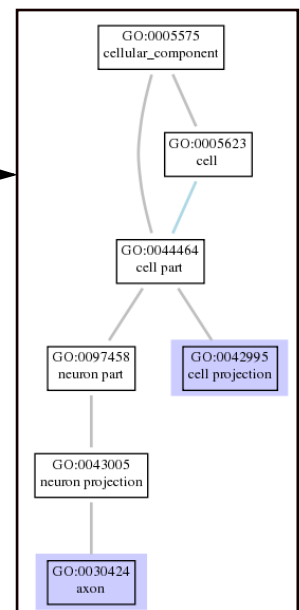 GO:0005575
cellular_component
GO:0005623
cell
GO:0044464
cell part
GO:0097458
neuron part
GO:0042995
cell projection
GO:0043005
neuron projection
GO:0030424
axon